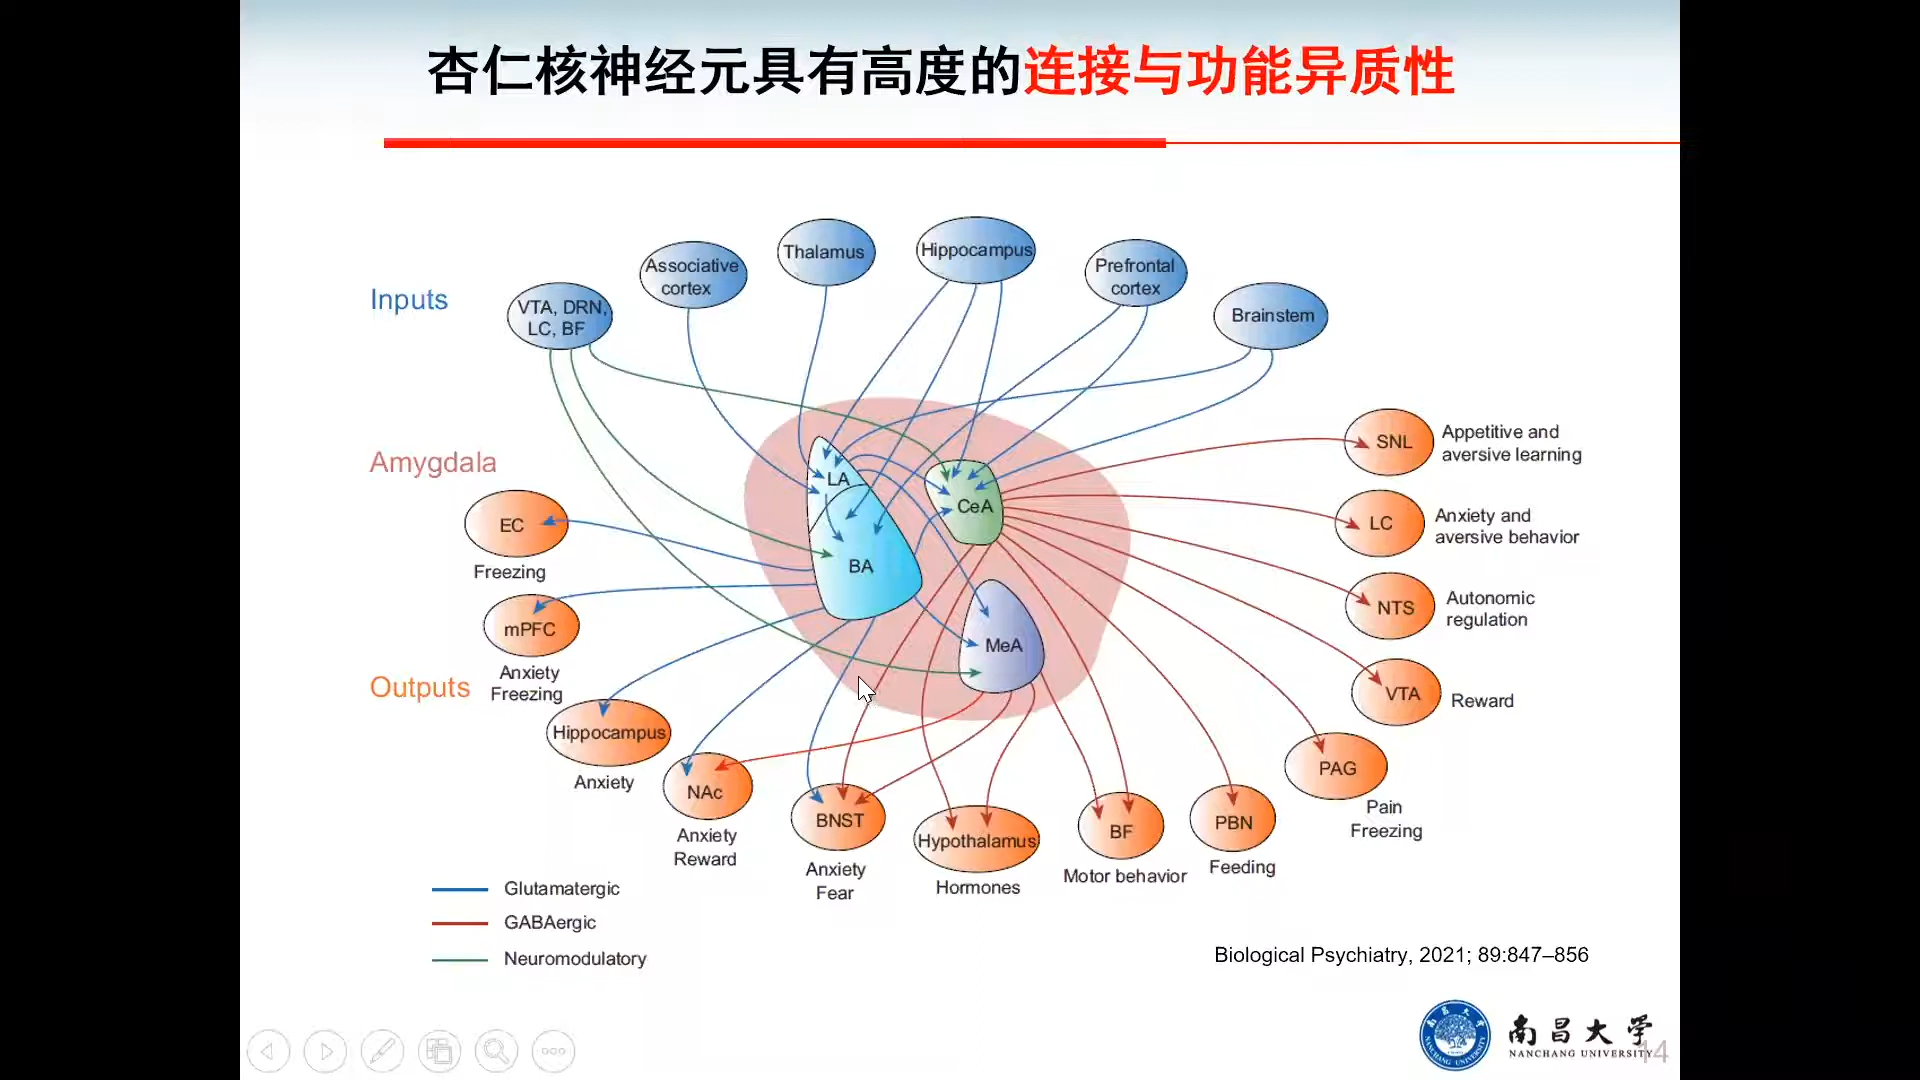 杏仁核神经元具有高度的连接与功能异质性
Inputs
VTA, DRN,
LC, BF
Associative
cortex
Thalamus
Hippocampus
Prefrontal
cortex
Brainstem
Amygdala
LA
BA
CeA
MeA
Outputs
EC
Freezing
mPFC
Anxiety
Freezing
Hippocampus
Anxiety
NAc
Anxiety
Reward
BNST
Anxiety
Fear
Hypothalamus
Hormones
BF
Motor behavior
PBN
Feeding
PAG
Pain
Freezing
VTA
Reward
NTS
Autonomic
regulation
LC
Anxiety and
aversive behavior
SNL
Appetitive and
aversive learning
Glutamatergic
GABAergic
Neuromodulatory
Biological Psychiatry, 2021; 89:847–856
南昌大学
NANCHANG UNIVERSITY
14